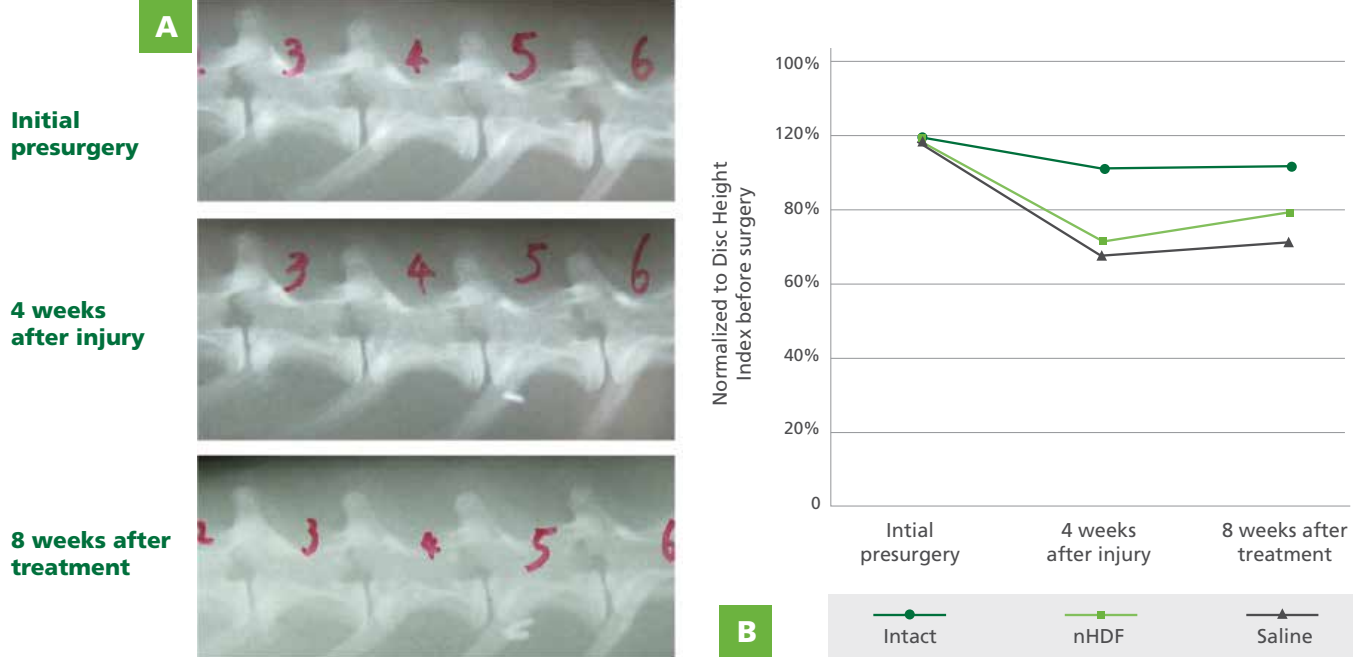 A
Initial
presurgery
3 4 5 6
4 weeks
after injury
3 4 5 6
8 weeks after
treatment
2 3 4 5 6
Normalized to Disc Height
Index before surgery
100%
120%
80%
60%
40%
20%
0
Intial
presurgery
4 weeks
after injury
8 weeks after
treatment
B
Intact
nHDF
Saline